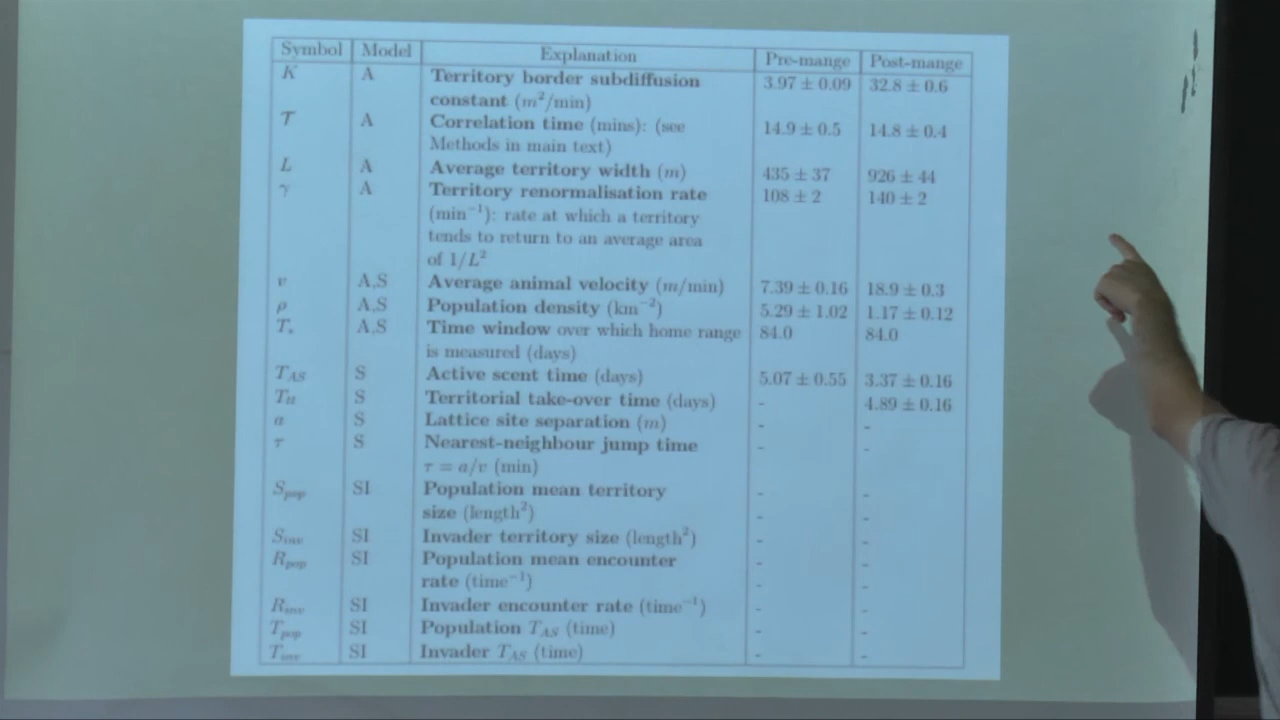 Symbol Model Explanation Pre-mange Post-mange
K A Territory border subdiffusion 3.97 ± 0.09 32.8 ± 0.6
constant (m²/min)
T A Correlation time (mins): (see 14.9 ± 0.5 14.8 ± 0.4
Methods in main text)
L A Average territory width (m) 435 ± 37 926 ± 44
γ A Territory renormalisation rate 108 ± 2 140 ± 2
(min⁻¹): rate at which a territory
tends to return to an average area
of 1/L²
v A,S Average animal velocity (m/min) 7.39 ± 0.16 18.9 ± 0.3
ρ A,S Population density (km⁻²) 5.29 ± 1.02 1.17 ± 0.12
T* A,S Time window over which home range 84.0 84.0
is measured (days)
T_AS S Active scent time (days) 5.07 ± 0.55 3.37 ± 0.16
T_tt S Territorial take-over time (days) - 4.89 ± 0.16
a S Lattice site separation (m) - -
τ S Nearest-neighbour jump time - -
τ = a/v (min)
S_pop SI Population mean territory - -
size (length²) - -
S_inv SI Invader territory size (length²) - -
R_pop SI Population mean encounter - -
rate (time⁻¹) - -
R_inv SI Invader encounter rate (time⁻¹) - -
T_pop SI Population T_AS (time) - -
T_inv SI Invader T_AS (time) - -